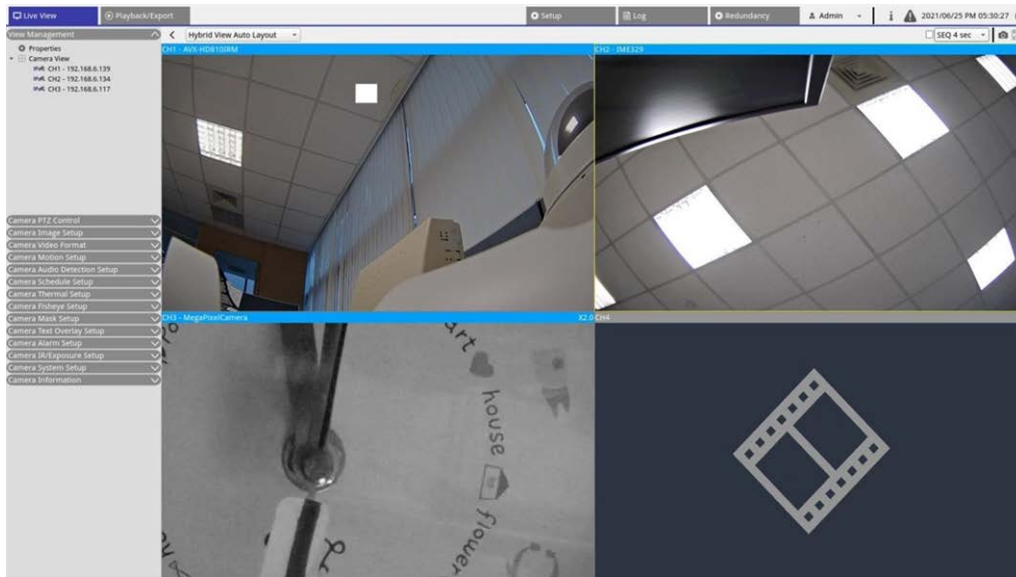 Live View
Playback/Export
Setup
Log
Redundancy
Admin
i
2021/06/25 PM 05:30:27
View Management
Hybrid View Auto Layout
SEQ 4 sec
Properties
Camera View
CH1 - 192.168.6.139
CH2 - 192.168.6.134
CH3 - 192.168.6.117
Camera PTZ Control
Camera Image Setup
Camera Video Format
Camera Motion Setup
Camera Audio Detection Setup
Camera Schedule Setup
Camera Thermal Setup
Camera Fisheye Setup
Camera Mask Setup
Camera Text Overlay Setup
Camera Alarm Setup
Camera IR/Exposure Setup
Camera System Setup
Camera Information
CH1 - AVX-HD810IRM
CH2 - IME329
CH3 - MegaPixelCamera
X2.0
CH4
house
flower